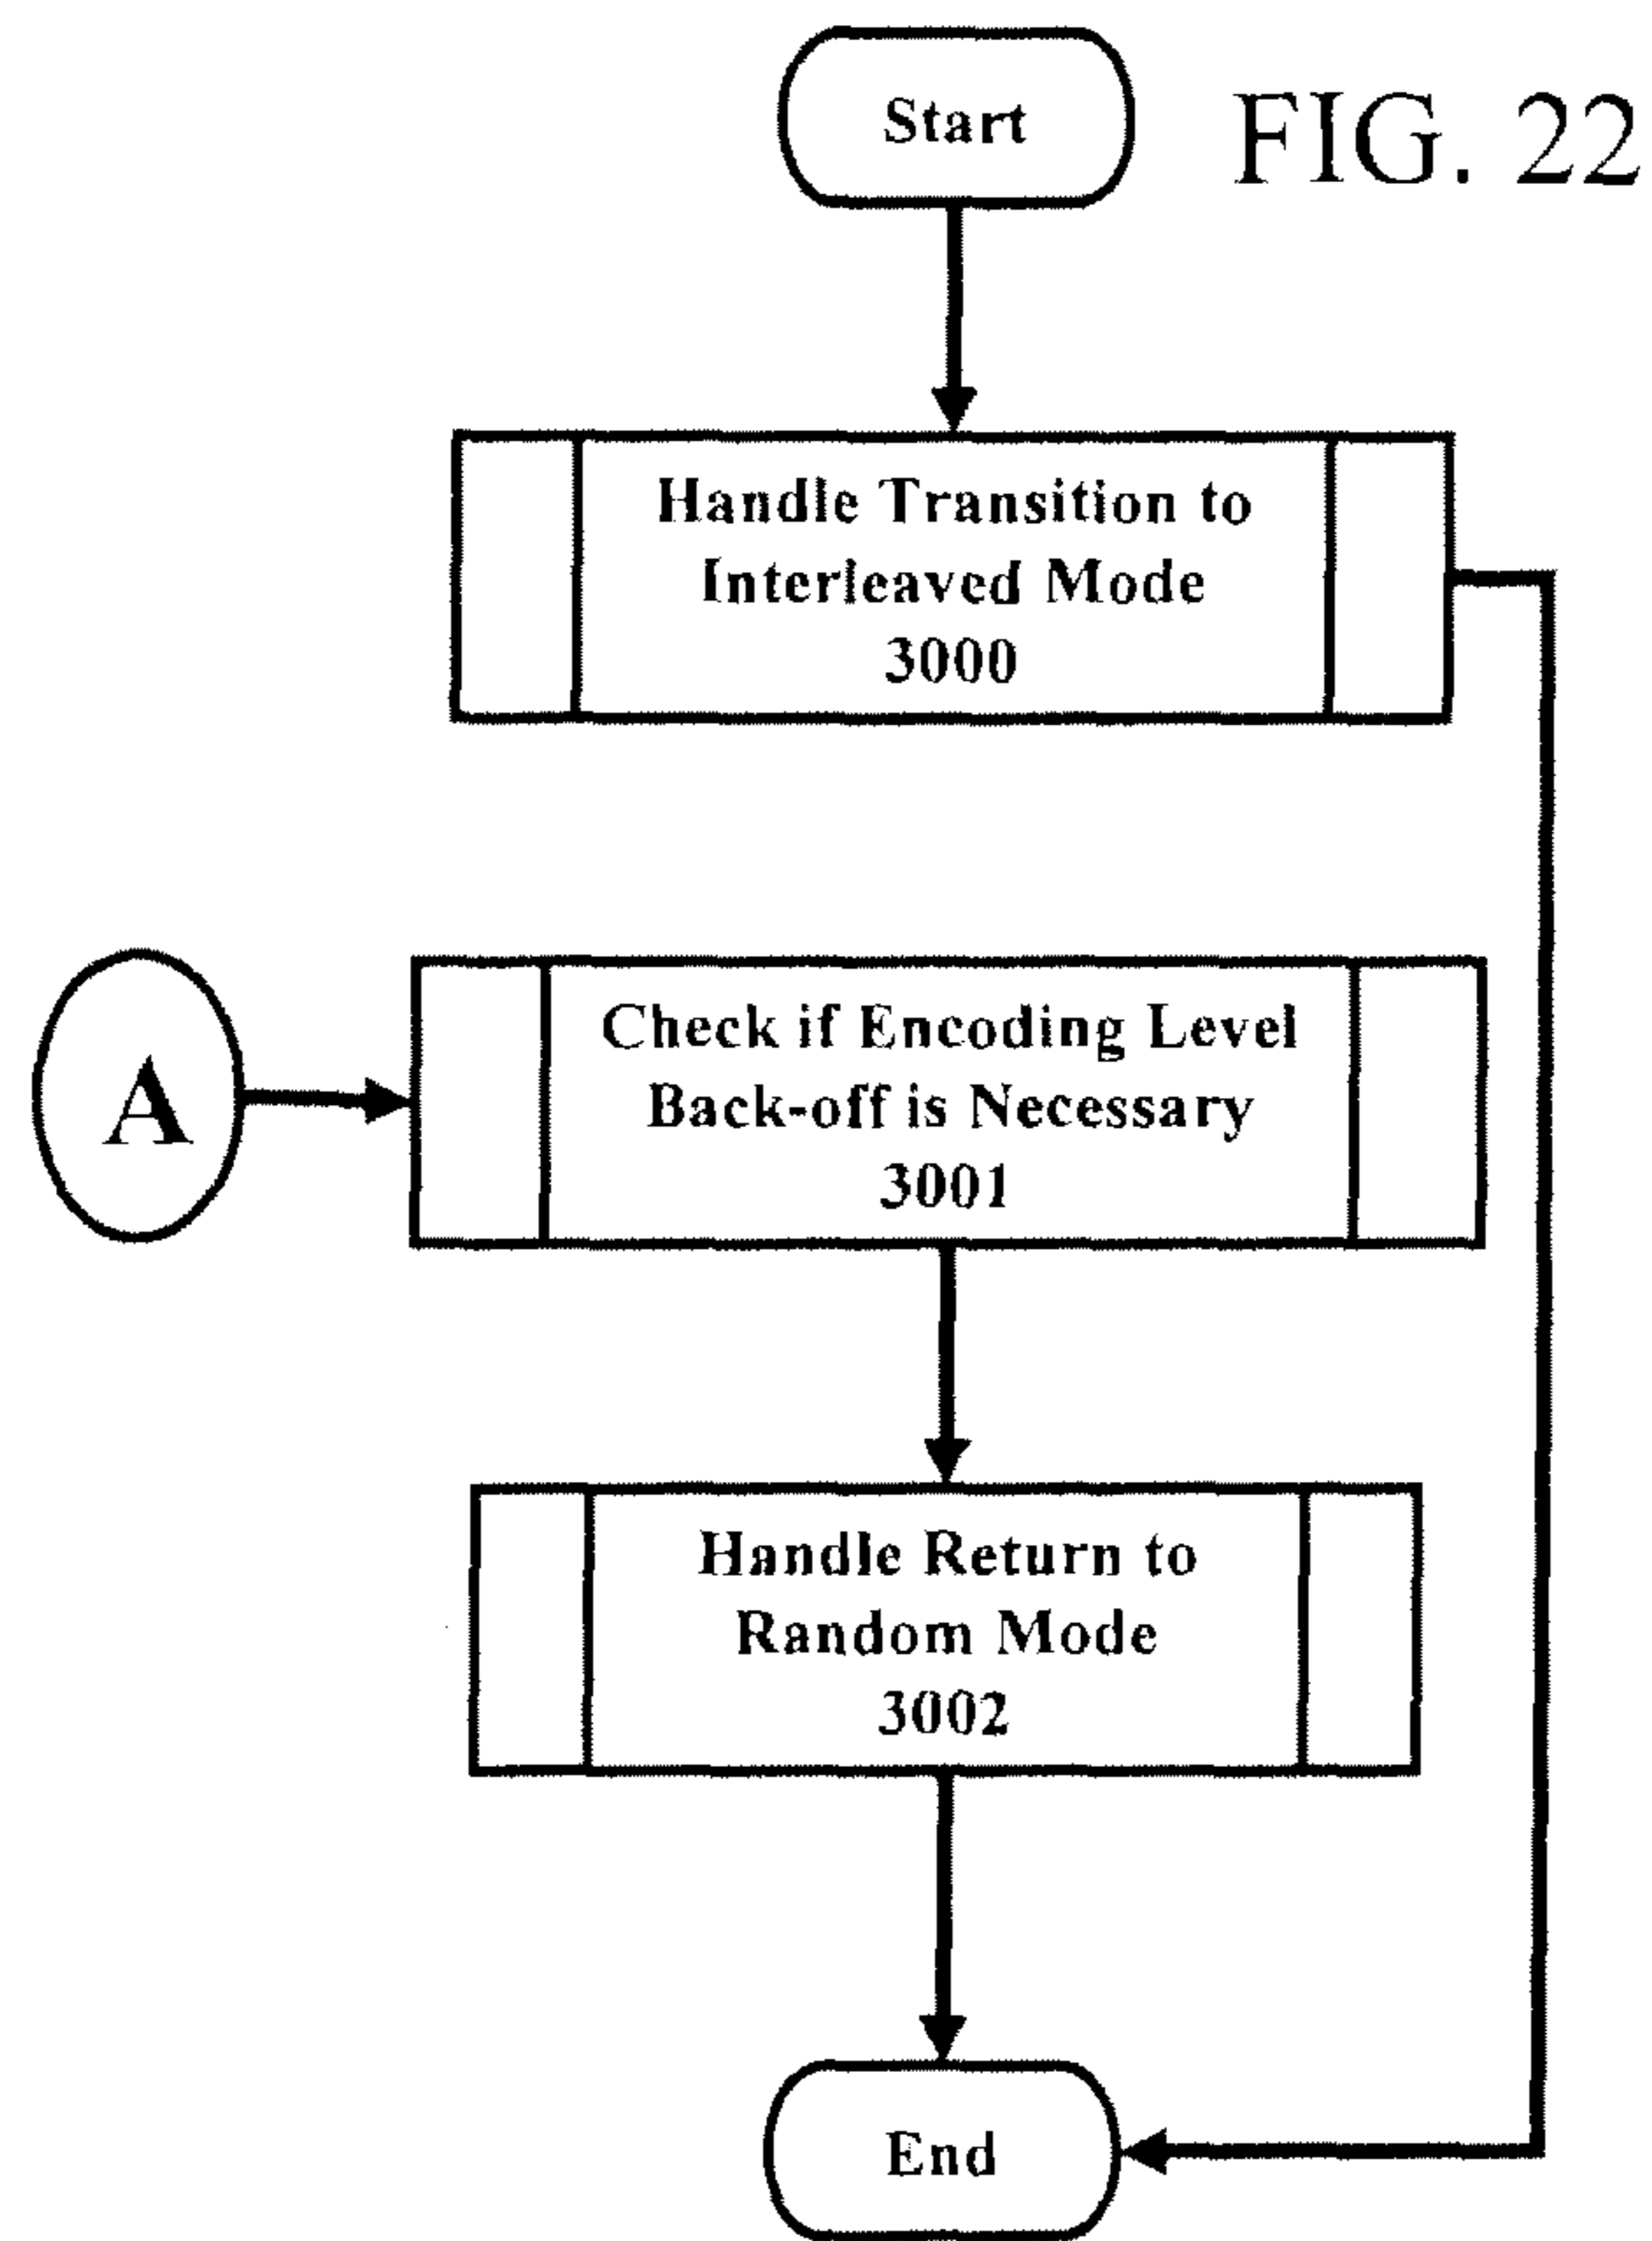 Start
FIG. 22
Handle Transition to
Interleaved Mode
3000
A
Check if Encoding Level
Back-off is Necessary
3001
Handle Return to
Random Mode
3002
End